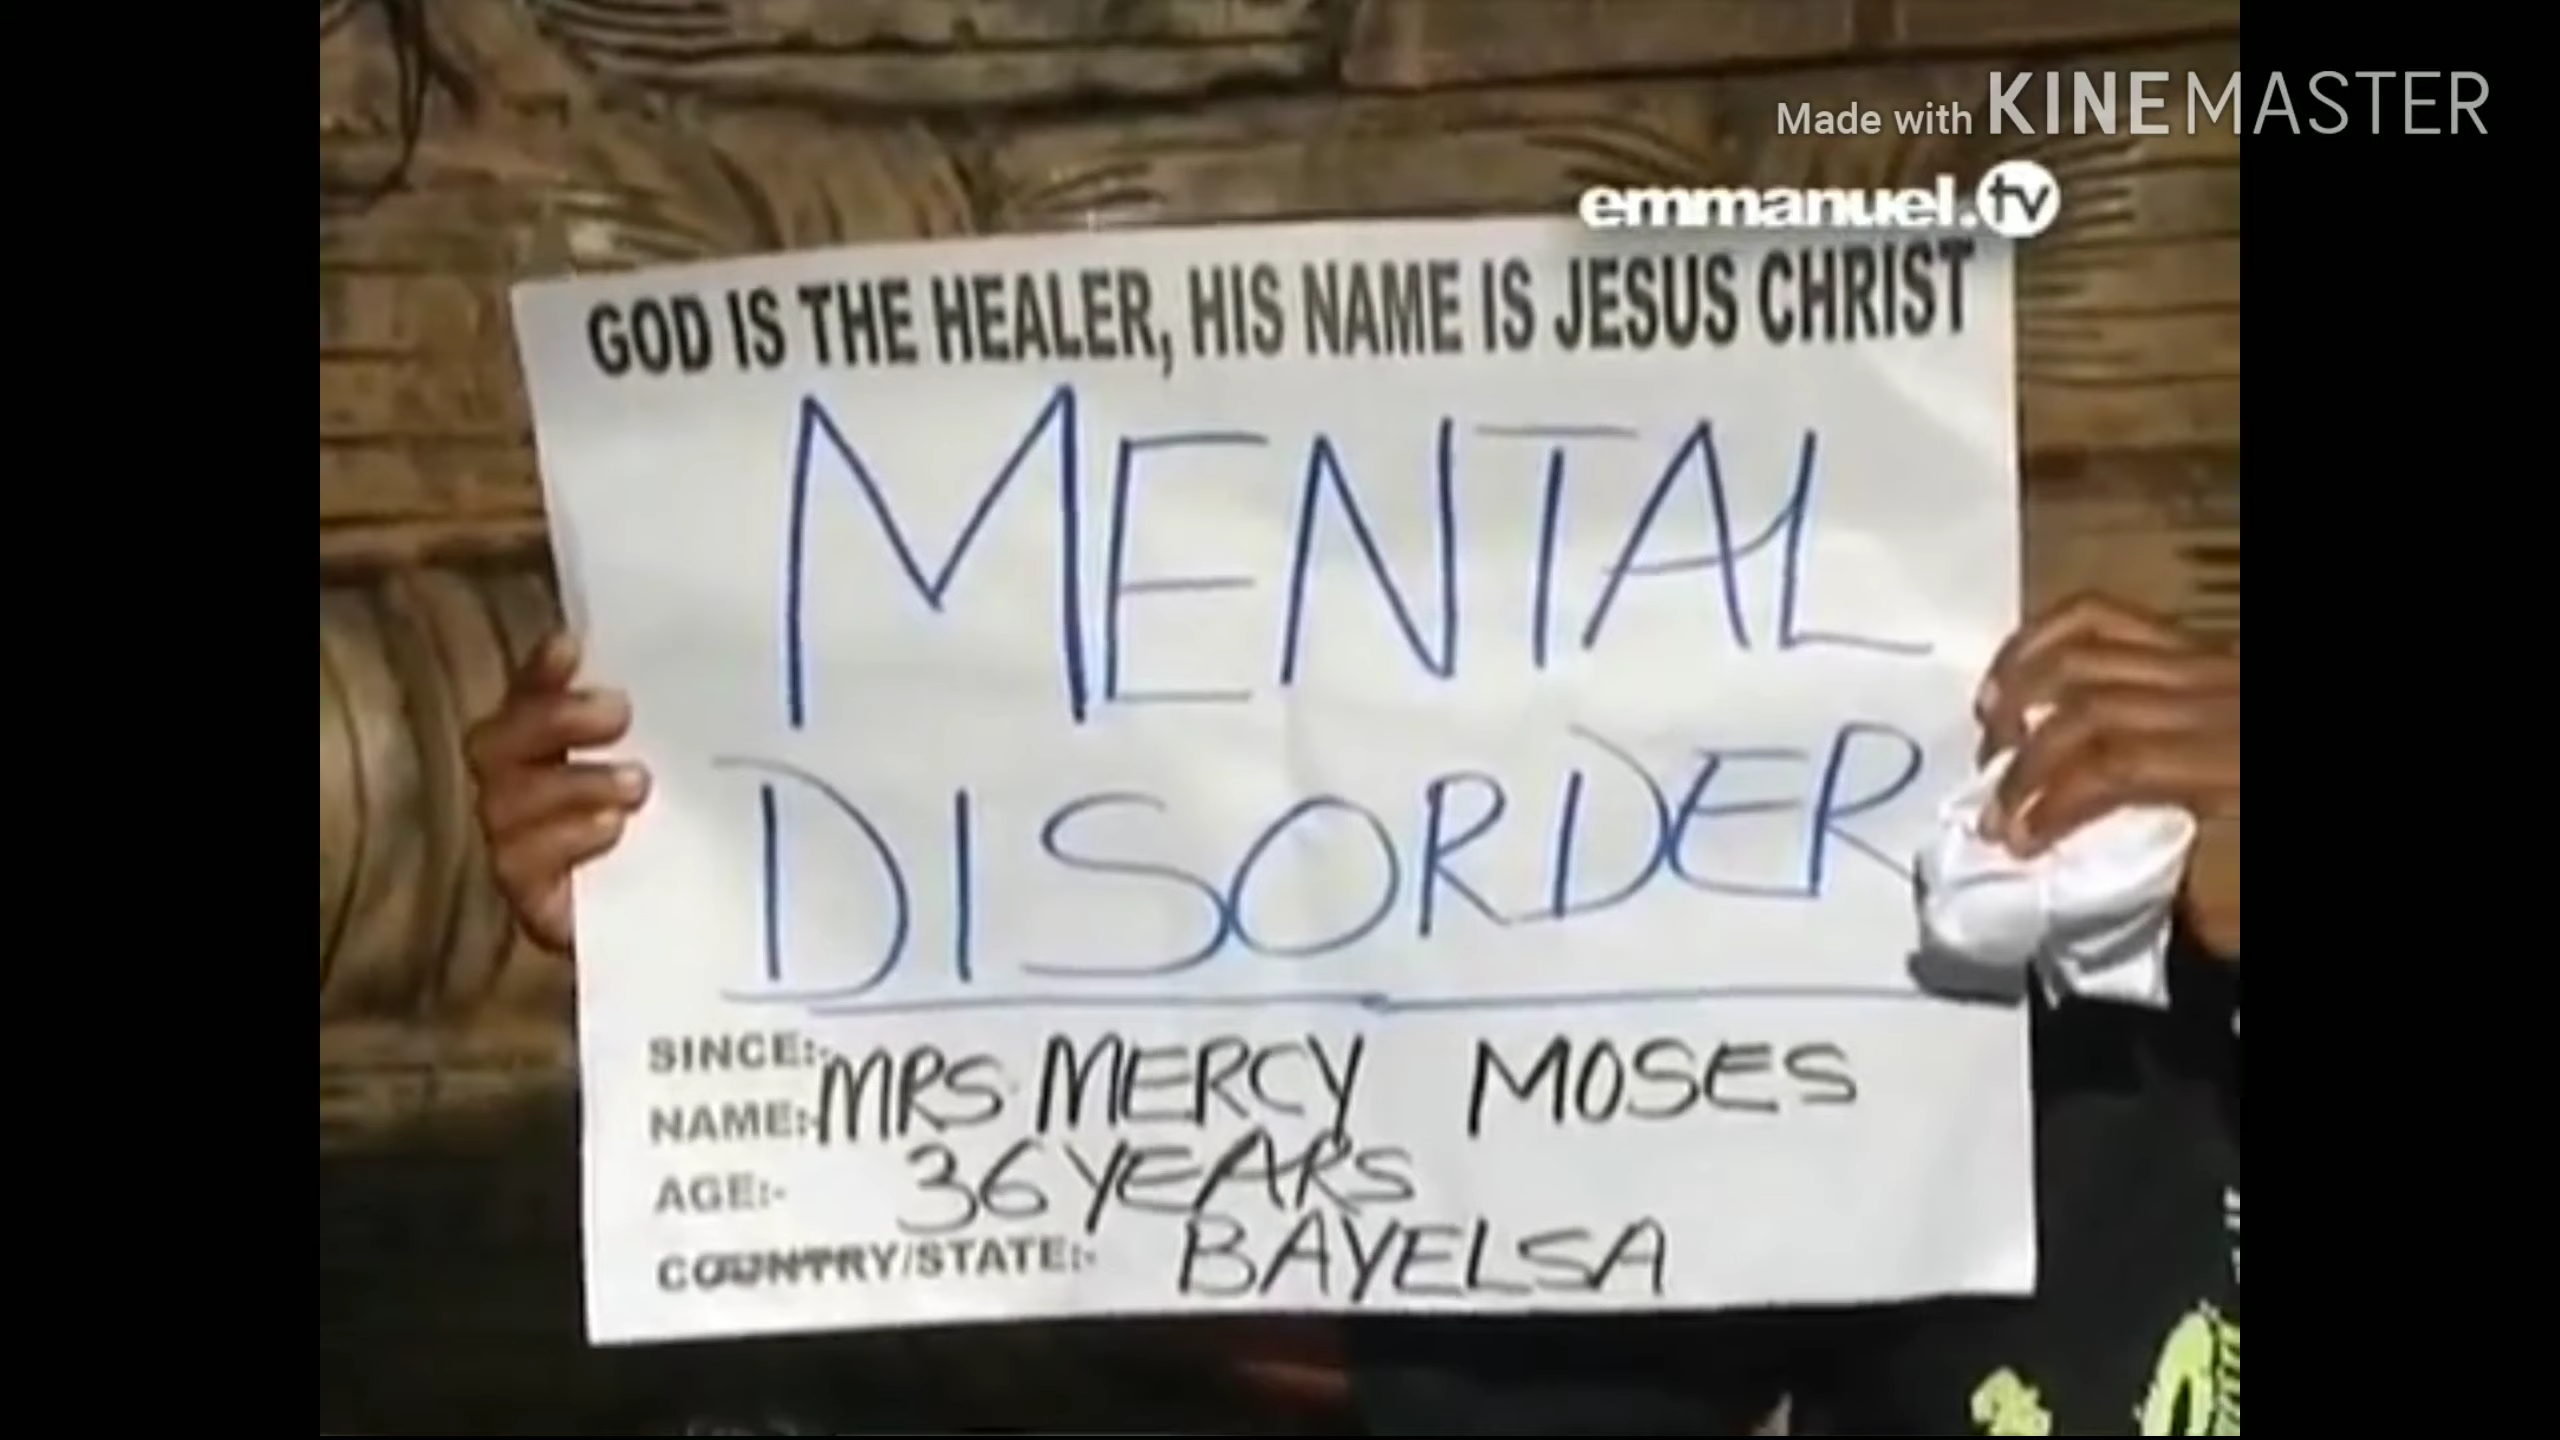 Made with KINEMASTER
emmanuel.tv
GOD IS THE HEALER, HIS NAME IS JESUS CHRIST
MENTAL
DISORDER
SINCE:-
NAME:- MRS MERCY MOSES
AGE:- 36 YEARS
COUNTRY/STATE:- BAYELSA